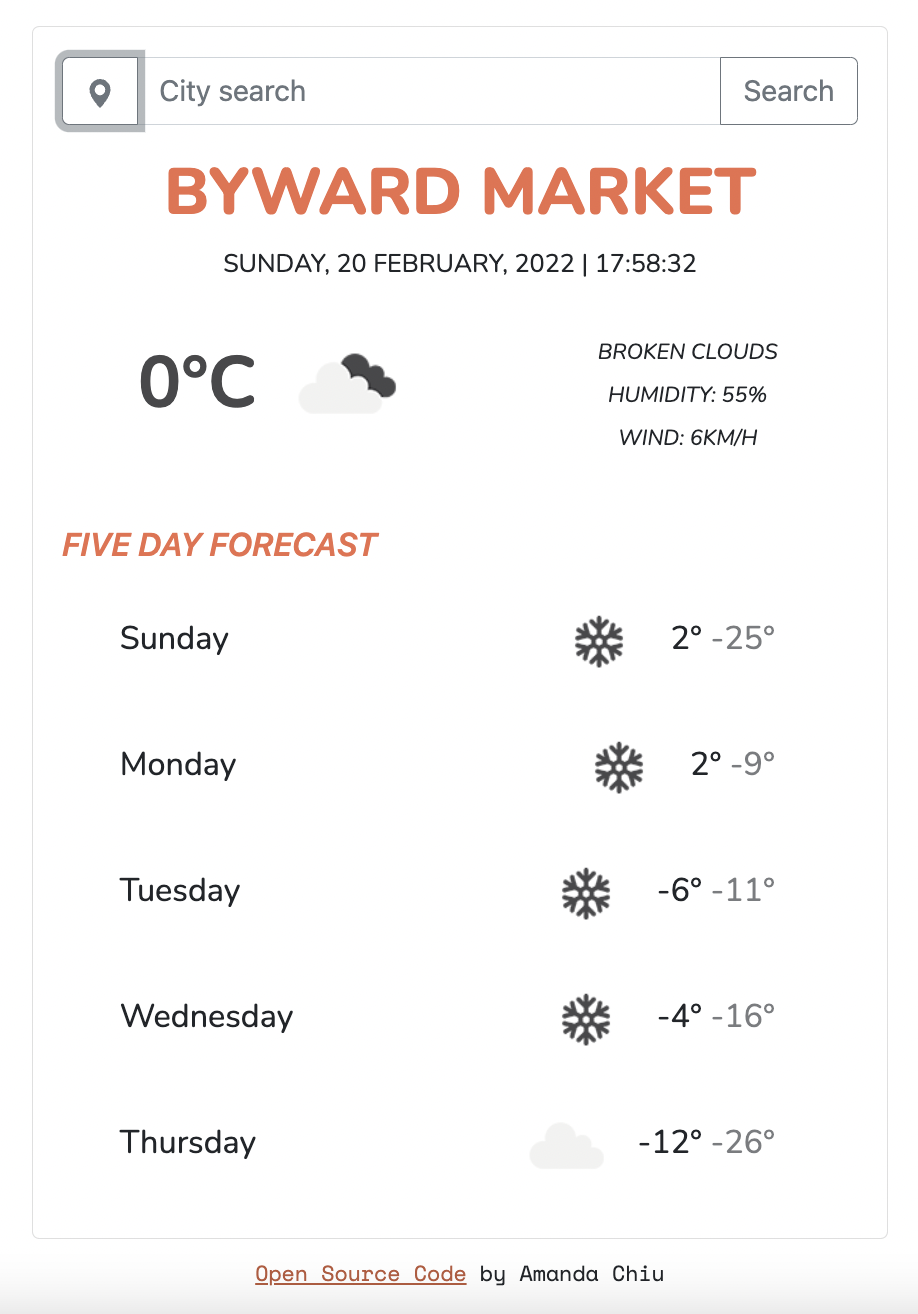 City search Search
BYWARD MARKET
SUNDAY, 20 FEBRUARY, 2022 | 17:58:32
0°C
BROKEN CLOUDS
HUMIDITY: 55%
WIND: 6KM/H
FIVE DAY FORECAST
Sunday 2° -25°
Monday 2° -9°
Tuesday -6° -11°
Wednesday -4° -16°
Thursday -12° -26°
Open Source Code by Amanda Chiu